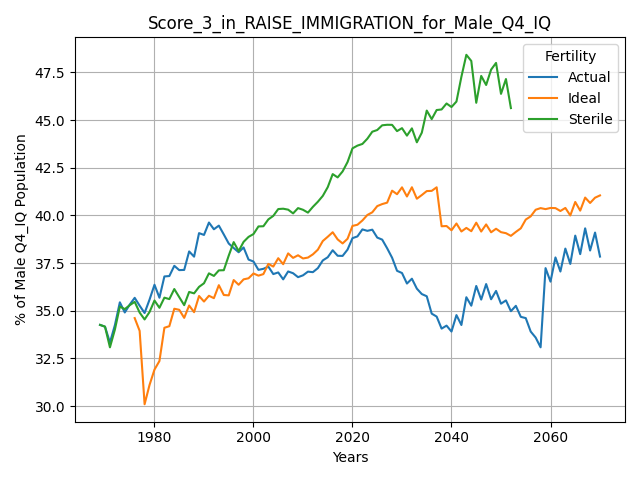 Score_3_in_RAISE_IMMIGRATION_for_Male_Q4_IQ
% of Male Q4_IQ Population
47.5
45.0
42.5
40.0
37.5
35.0
32.5
30.0
Fertility
Actual
Ideal
Sterile
1980
2000
2020
2040
2060
Years